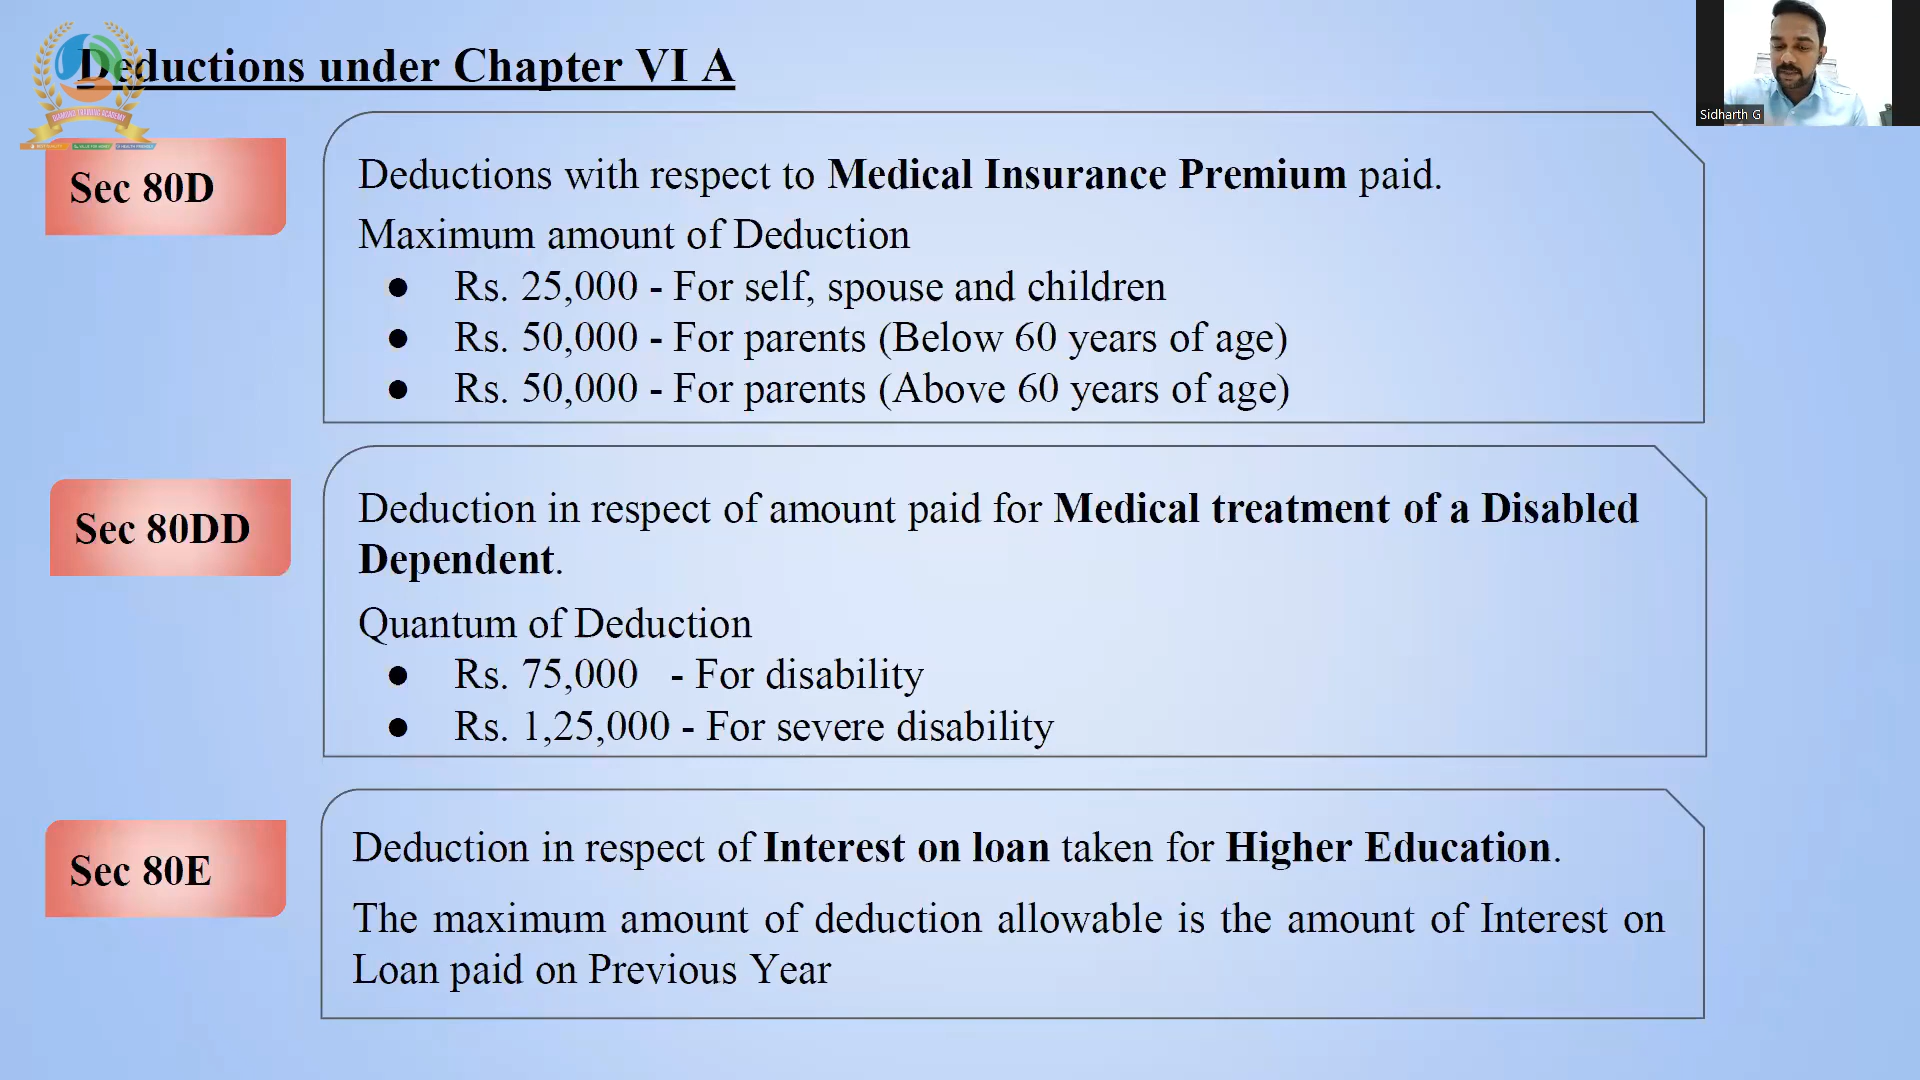 Deductions under Chapter VI A
Sidharth G
DIAMOND TRAINING ACADEMY
Sec 80D
Deductions with respect to Medical Insurance Premium paid.
Maximum amount of Deduction
● Rs. 25,000 - For self, spouse and children
● Rs. 50,000 - For parents (Below 60 years of age)
● Rs. 50,000 - For parents (Above 60 years of age)
Sec 80DD
Deduction in respect of amount paid for Medical treatment of a Disabled
Dependent.
Quantum of Deduction
● Rs. 75,000 - For disability
● Rs. 1,25,000 - For severe disability
Sec 80E
Deduction in respect of Interest on loan taken for Higher Education.
The maximum amount of deduction allowable is the amount of Interest on
Loan paid on Previous Year